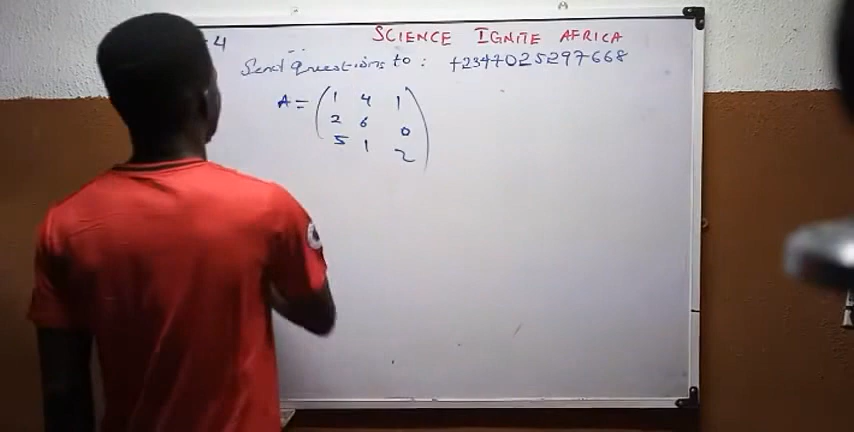 4
SCIENCE IGNITE AFRICA
Send questions to : +2347025297668
A = ( 1 4 1
2 6 0
5 1 2 )